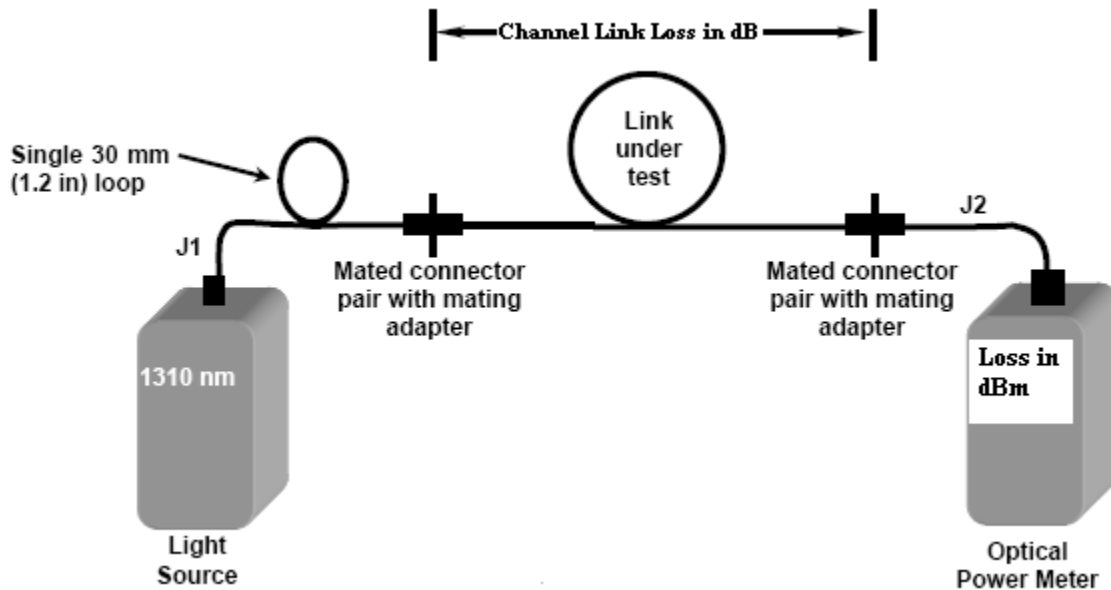 Channel Link Loss in dB
Single 30 mm
(1.2 in) loop
Link
under
test
J1
J2
Mated connector
pair with mating
adapter
Mated connector
pair with mating
adapter
1310 nm
Loss in
dBm
Light
Source
Optical
Power Meter